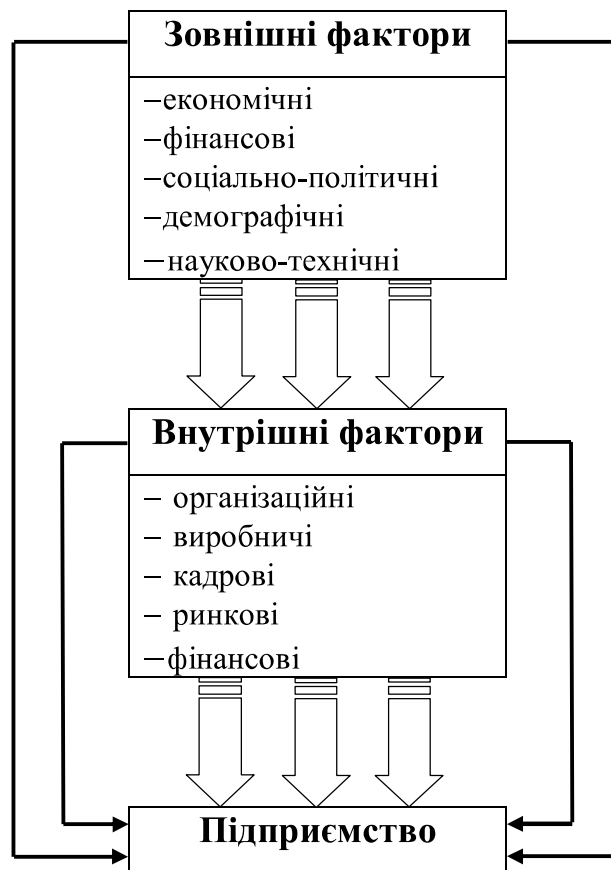 Зовнішні фактори
–економічні
–фінансові
–соціально-політичні
–демографічні
–науково-технічні
Внутрішні фактори
– організаційні
– виробничі
– кадрові
– ринкові
–фінансові
Підприємство